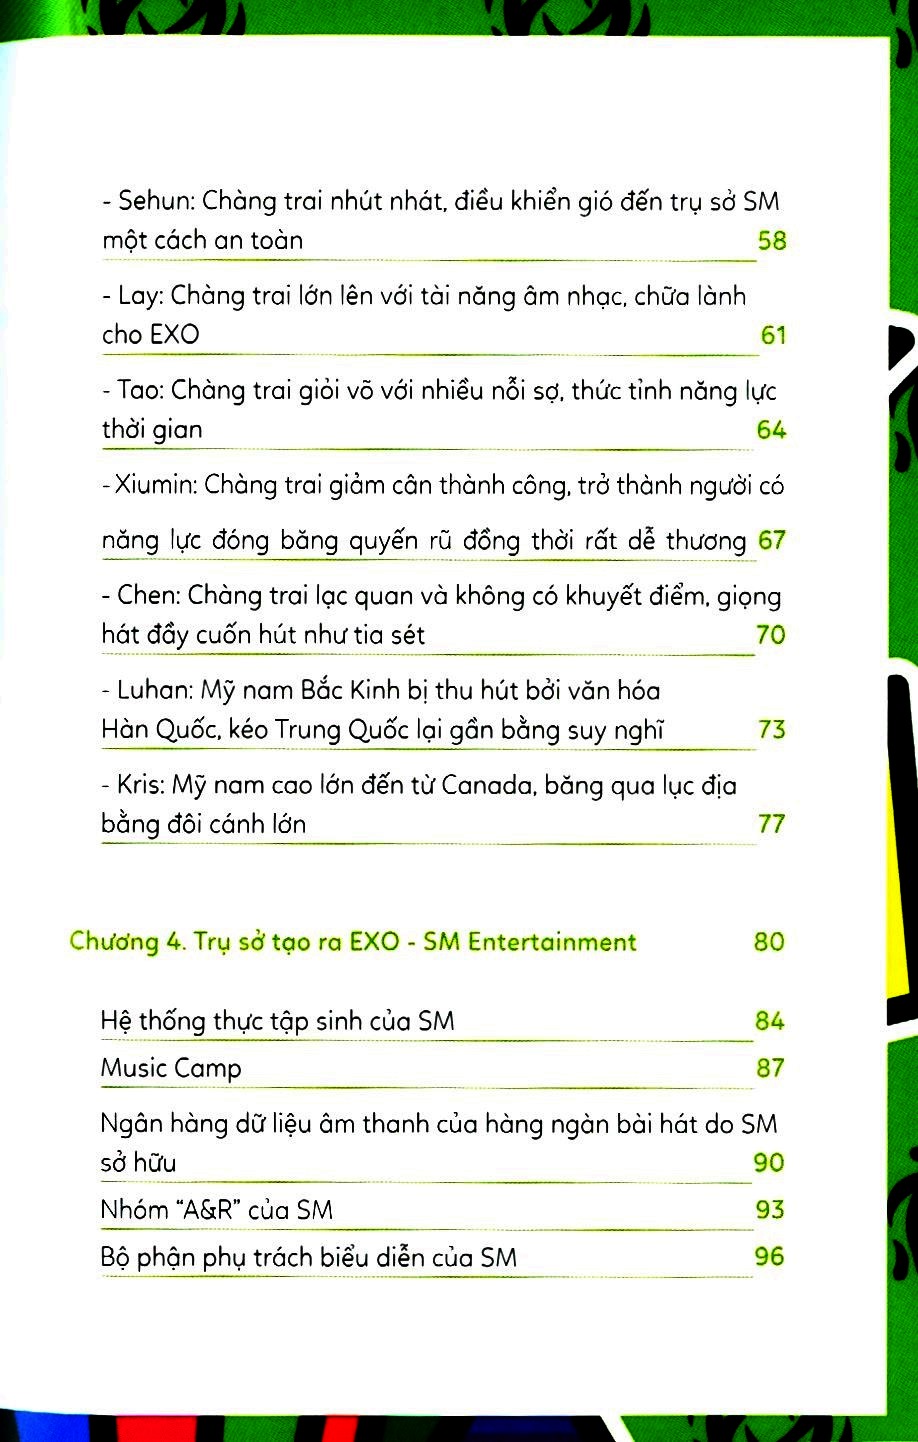 - Sehun: Chàng trai nhút nhát, điều khiển gió đến trụ sở SM
một cách an toàn 58
- Lay: Chàng trai lớn lên với tài năng âm nhạc, chữa lành
cho EXO 61
- Tao: Chàng trai giỏi võ với nhiều nỗi sợ, thức tỉnh năng lực
thời gian 64
- Xiumin: Chàng trai giảm cân thành công, trở thành người có
năng lực đóng băng quyến rũ đồng thời rất dễ thương 67
- Chen: Chàng trai lạc quan và không có khuyết điểm, giọng
hát đầy cuốn hút như tia sét 70
- Luhan: Mỹ nam Bắc Kinh bị thu hút bởi văn hóa
Hàn Quốc, kéo Trung Quốc lại gần bằng suy nghĩ 73
- Kris: Mỹ nam cao lớn đến từ Canada, băng qua lục địa
bằng đôi cánh lớn 77
Chương 4. Trụ sở tạo ra EXO - SM Entertainment 80
Hệ thống thực tập sinh của SM 84
Music Camp 87
Ngân hàng dữ liệu âm thanh của hàng ngàn bài hát do SM
sở hữu 90
Nhóm “A&R” của SM 93
Bộ phận phụ trách biểu diễn của SM 96